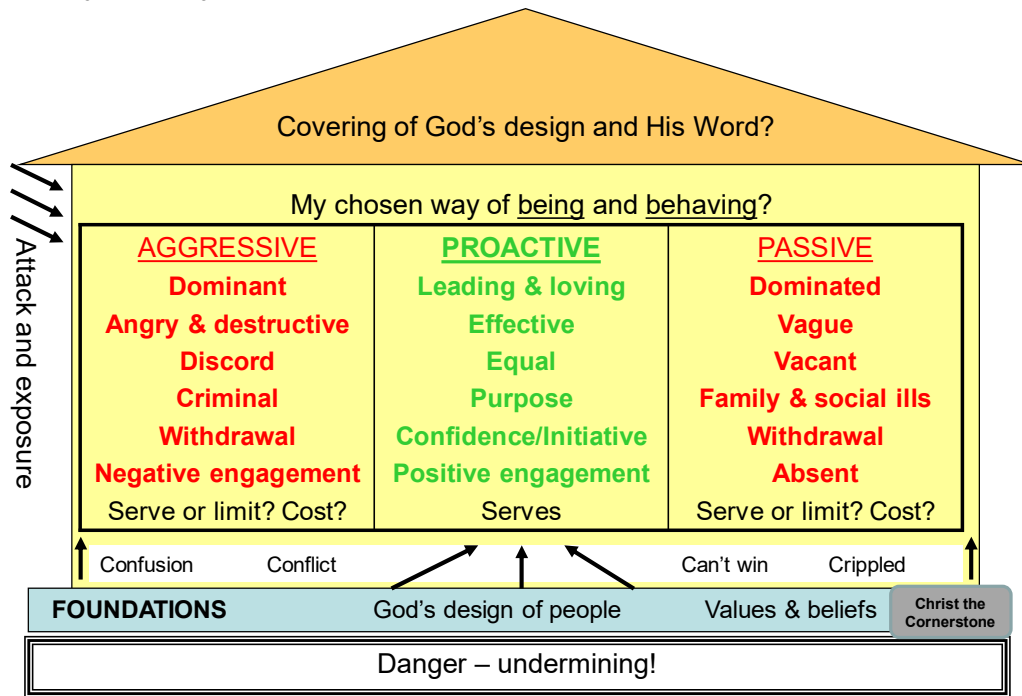 Covering of God’s design and His Word?
My chosen way of being and behaving?
Attack and exposure
AGGRESSIVE
Dominant
Angry & destructive
Discord
Criminal
Withdrawal
Negative engagement
Serve or limit? Cost?
PROACTIVE
Leading & loving
Effective
Equal
Purpose
Confidence/Initiative
Positive engagement
Serves
PASSIVE
Dominated
Vague
Vacant
Family & social ills
Withdrawal
Absent
Serve or limit? Cost?
Confusion Conflict Can’t win Crippled
FOUNDATIONS God’s design of people Values & beliefs
Christ the
Cornerstone
Danger – undermining!